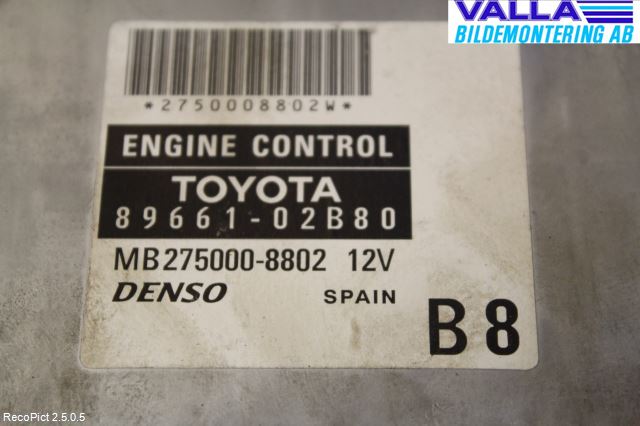 VALLA
BILDEMONTERING AB
*2750008802W*
ENGINE CONTROL
TOYOTA
89661-02B80
MB275000-8802 12V
DENSO SPAIN B8
RecoPict 2.5.0.5